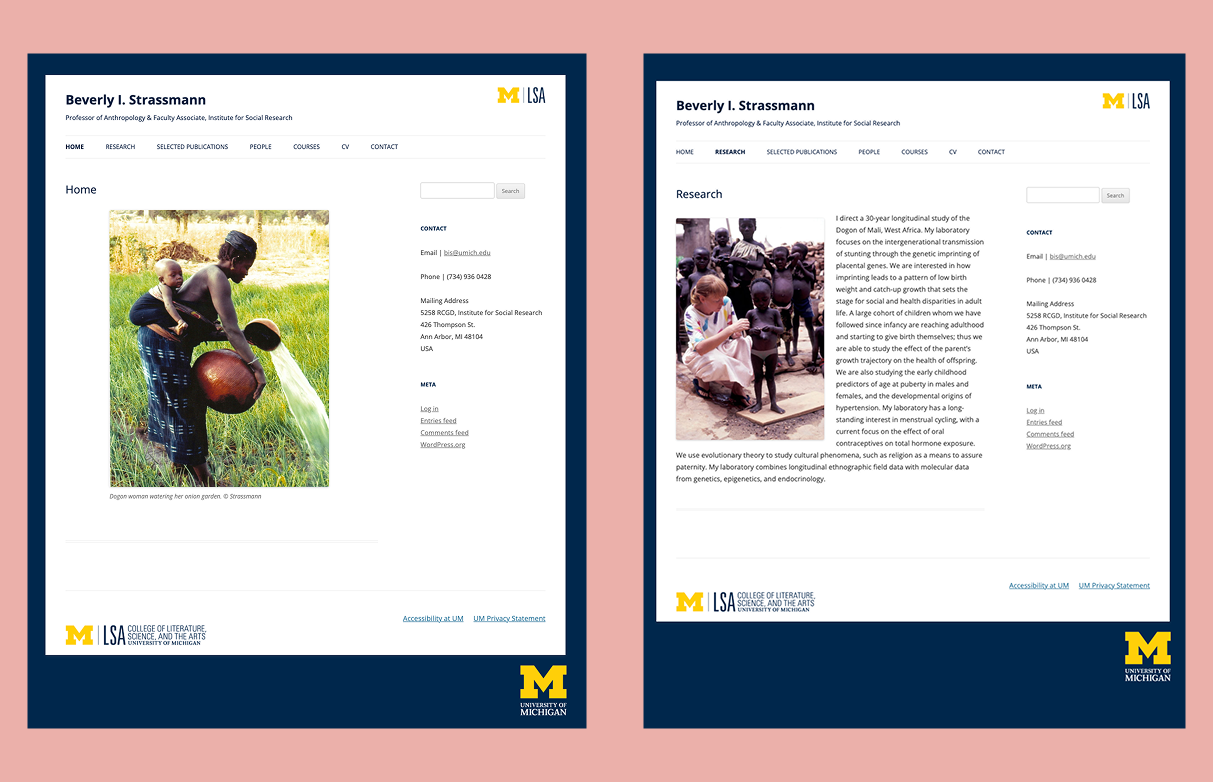 Beverly I. Strassmann
Professor of Anthropology & Faculty Associate, Institute for Social Research
M | LSA
HOME RESEARCH SELECTED PUBLICATIONS PEOPLE COURSES CV CONTACT
Home
Dogon woman watering her onion garden. © Strassmann
Search
CONTACT
Email | bis@umich.edu
Phone | (734) 936 0428
Mailing Address
5258 RCGD, Institute for Social Research
426 Thompson St.
Ann Arbor, MI 48104
USA
META
Log in
Entries feed
Comments feed
WordPress.org
Accessibility at UM UM Privacy Statement
M | LSA COLLEGE OF LITERATURE,
SCIENCE, AND THE ARTS
UNIVERSITY OF MICHIGAN
M
UNIVERSITY OF
MICHIGAN
Beverly I. Strassmann
Professor of Anthropology & Faculty Associate, Institute for Social Research
M | LSA
HOME RESEARCH SELECTED PUBLICATIONS PEOPLE COURSES CV CONTACT
Research
I direct a 30-year longitudinal study of the
Dogon of Mali, West Africa. My laboratory
focuses on the intergenerational transmission
of stunting through the genetic imprinting of
placental genes. We are interested in how
imprinting leads to a pattern of low birth
weight and catch-up growth that sets the
stage for social and health disparities in adult
life. A large cohort of children whom we have
followed since infancy are reaching adulthood
and starting to give birth themselves; thus we
are able to study the effect of the parent's
growth trajectory on the health of offspring.
We are also studying the early childhood
predictors of age at puberty in males and
females, and the developmental origins of
hypertension. My laboratory has a long-
standing interest in menstrual cycling, with a
current focus on the effect of oral
contraceptives on total hormone exposure.
We use evolutionary theory to study cultural phenomena, such as religion as a means to assure
paternity. My laboratory combines longitudinal ethnographic field data with molecular data
from genetics, epigenetics, and endocrinology.
Search
CONTACT
Email | bis@umich.edu
Phone | (734) 936 0428
Mailing Address
5258 RCGD, Institute for Social Research
426 Thompson St.
Ann Arbor, MI 48104
USA
META
Log in
Entries feed
Comments feed
WordPress.org
Accessibility at UM UM Privacy Statement
M | LSA COLLEGE OF LITERATURE,
SCIENCE, AND THE ARTS
UNIVERSITY OF MICHIGAN
M
UNIVERSITY OF
MICHIGAN